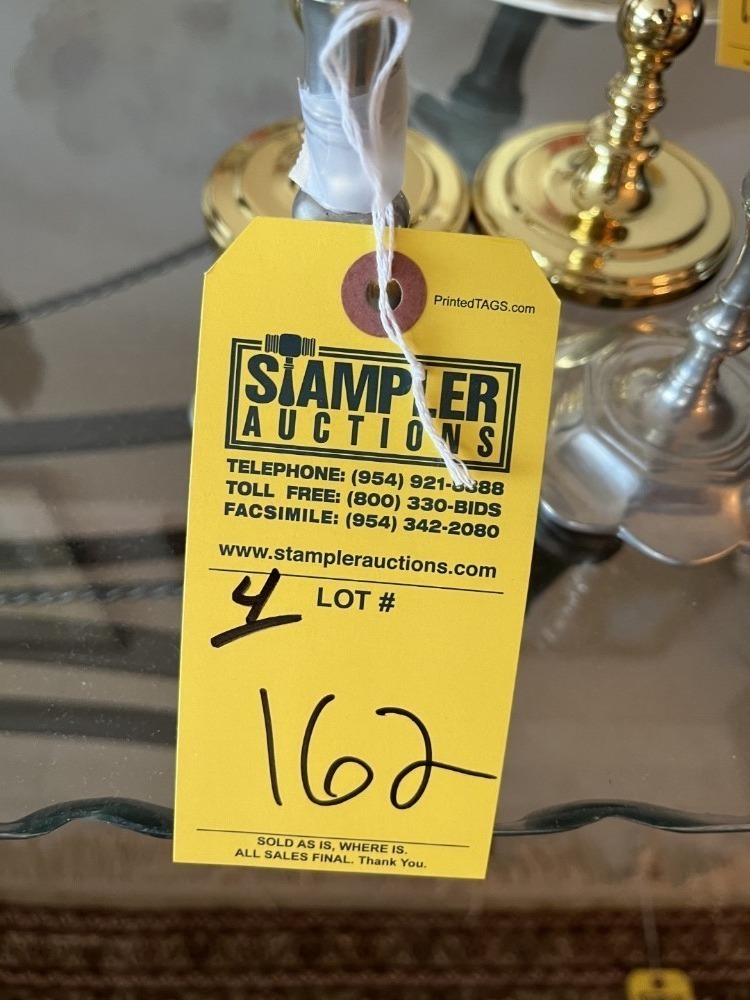 PrintedTAGS.com
STAMPLER
AUCTIONS
TELEPHONE: (954) 921-8888
TOLL FREE: (800) 330-BIDS
FACSIMILE: (954) 342-2080
www.stamplerauctions.com
4 LOT #
162
SOLD AS IS, WHERE IS.
ALL SALES FINAL. Thank You.